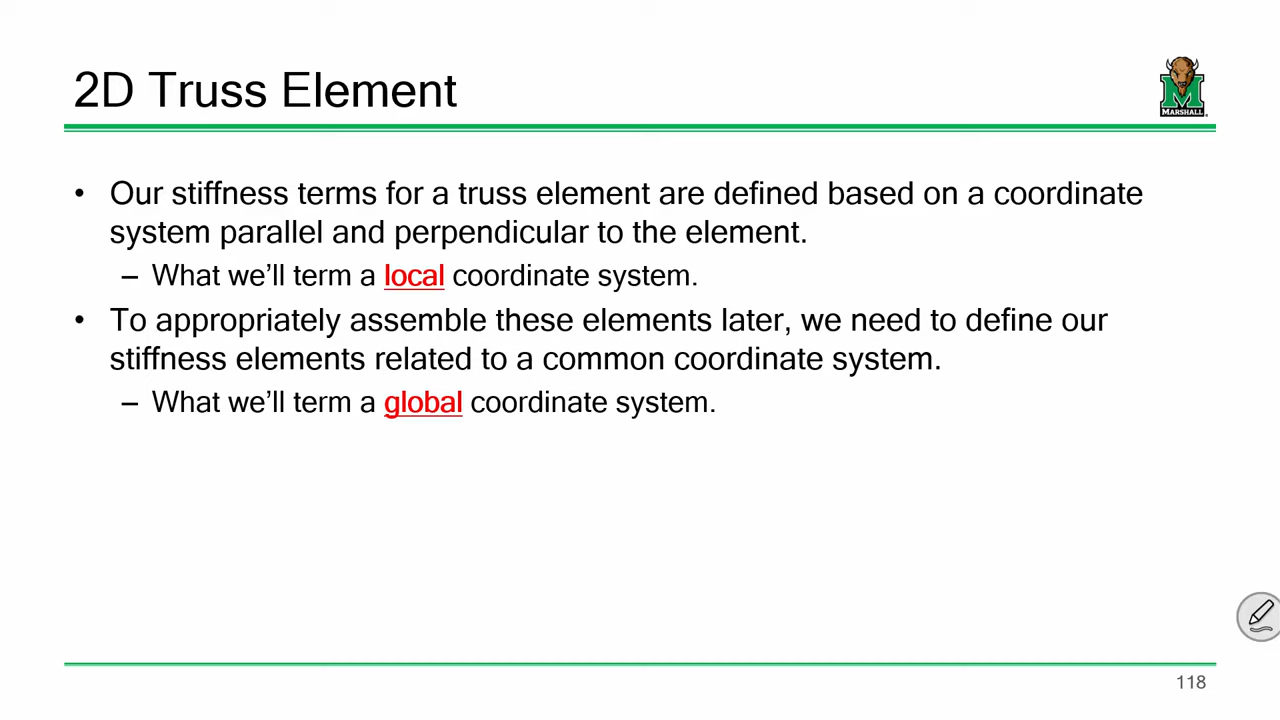 2D Truss Element
MARSHALL
• Our stiffness terms for a truss element are defined based on a coordinate
system parallel and perpendicular to the element.
– What we’ll term a local coordinate system.
• To appropriately assemble these elements later, we need to define our
stiffness elements related to a common coordinate system.
– What we’ll term a global coordinate system.
118